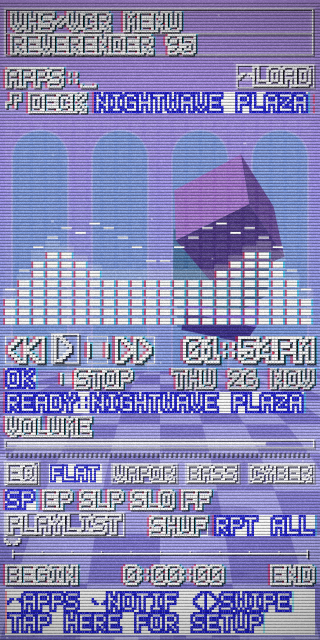 VHS/VCR MENU
REWERENDER '95
APPS:._ LOAD
DECK NIGHTWAVE PLAZA
01:54PM
OK STOP THU 26 NOV
READY:NIGHTWAVE PLAZA
VOLUME
EQ FLAT VAPOR BASS CYBER
SP EP SLP SLO FF
PLAYLIST SHUF RPT ALL
BEGIN 0:00:00 END
APPS NOTIF SWIPE
TAP HERE FOR SETUP